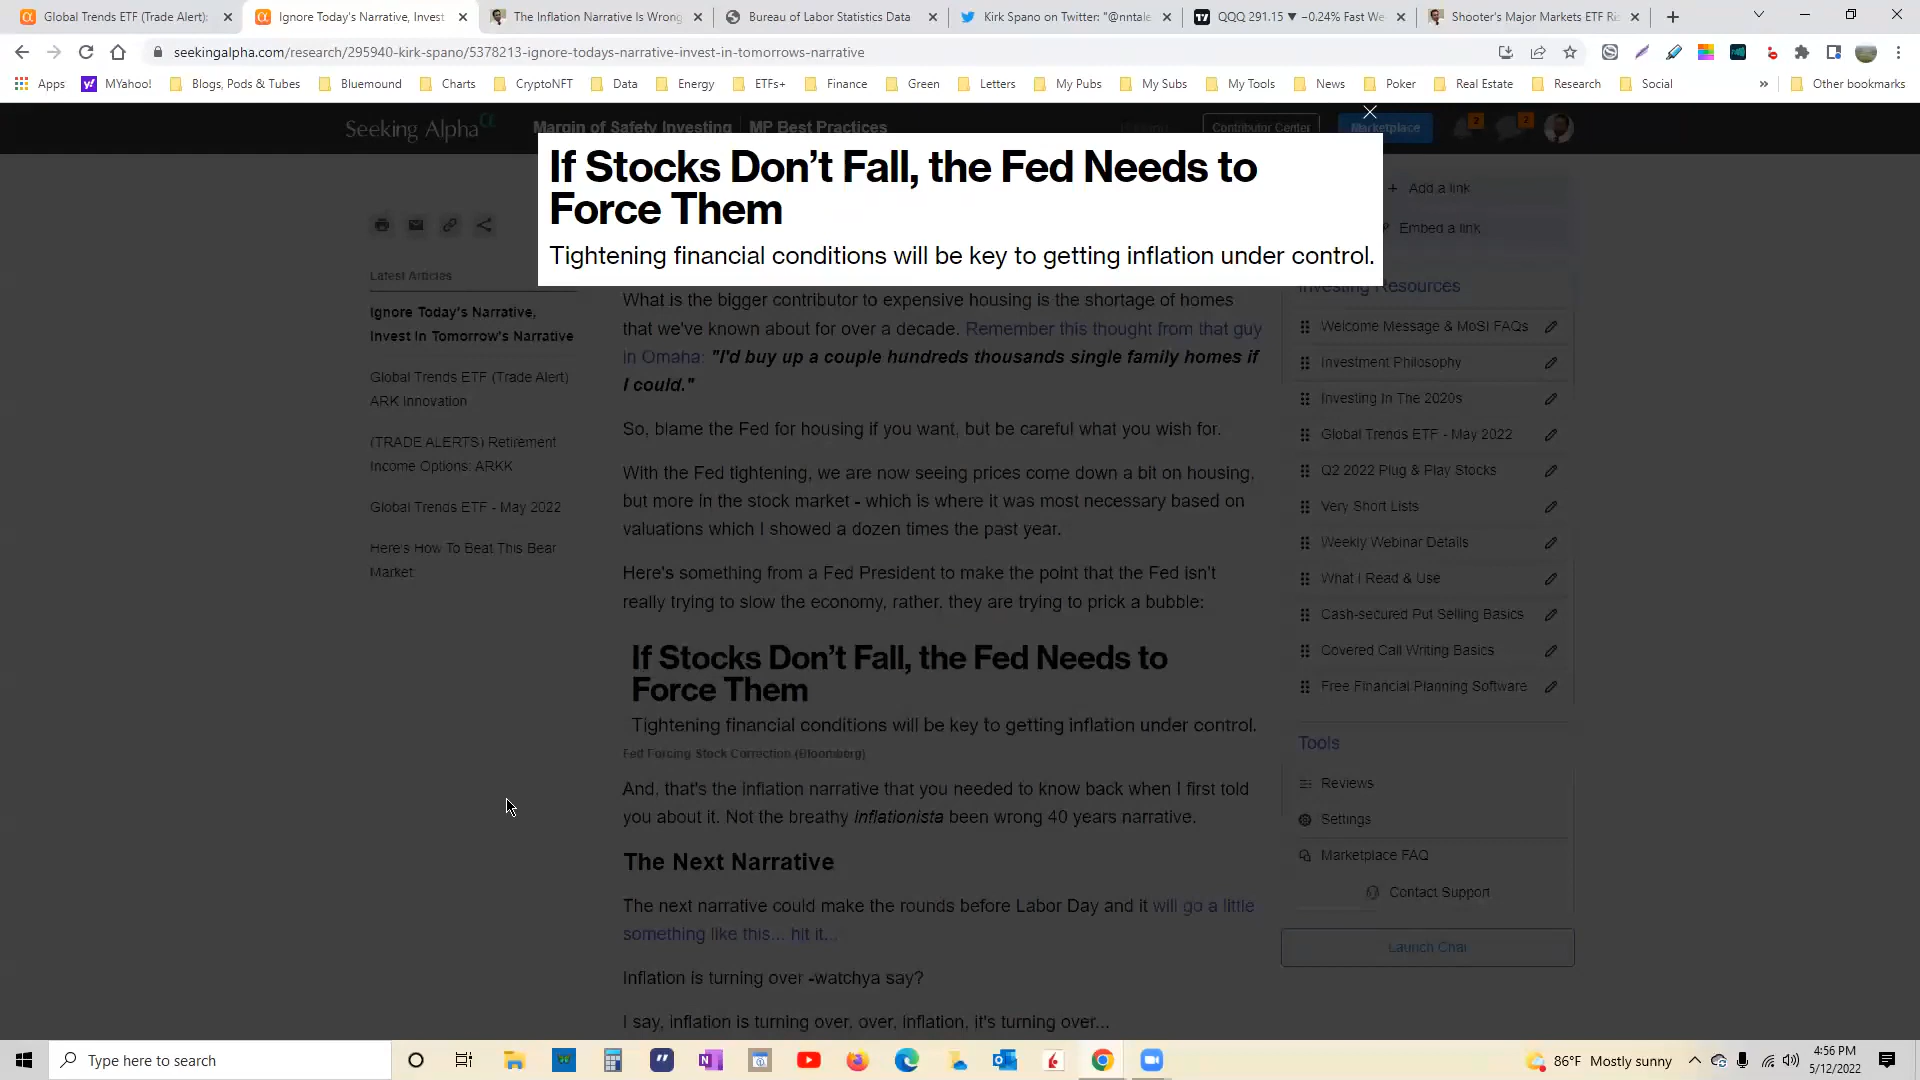 Global Trends ETF (Trade Alert):
Ignore Today's Narrative, Invest
The Inflation Narrative Is Wrong
Bureau of Labor Statistics Data
Kirk Spano on Twitter: "@nntale
QQQ 291.15 ▼ −0.24% Fast We
Shooter's Major Markets ETF Ris
seekingalpha.com/research/295940-kirk-spano/5378213-ignore-todays-narrative-invest-in-tomorrows-narrative
Apps
MYahoo!
Blogs, Pods & Tubes
Bluemound
Charts
CryptoNFT
Data
Energy
ETFs+
Finance
Green
Letters
My Pubs
My Subs
My Tools
News
Poker
Real Estate
Research
Social
»
Other bookmarks
Seeking Alpha α
Margin of Safety Investing
MP Best Practices
Contributor Center
Marketplace
2
2
If Stocks Don't Fall, the Fed Needs to
Force Them
Tightening financial conditions will be key to getting inflation under control.
Latest Articles
Ignore Today's Narrative,
Invest In Tomorrow's Narrative
Global Trends ETF (Trade Alert)
ARK Innovation
(TRADE ALERTS) Retirement
Income Options: ARKK
Global Trends ETF - May 2022
Here's How To Beat This Bear
Market
What is the bigger contributor to expensive housing is the shortage of homes
that we've known about for over a decade. Remember this thought from that guy
in Omaha: "I'd buy up a couple hundreds thousands single family homes if
I could."
So, blame the Fed for housing if you want, but be careful what you wish for.
With the Fed tightening, we are now seeing prices come down a bit on housing,
but more in the stock market - which is where it was most necessary based on
valuations which I showed a dozen times the past year.
Here's something from a Fed President to make the point that the Fed isn't
really trying to slow the economy, rather, they are trying to prick a bubble:
If Stocks Don't Fall, the Fed Needs to
Force Them
Tightening financial conditions will be key to getting inflation under control.
Fed Forcing Stock Correction (Bloomberg)
And, that's the inflation narrative that you needed to know back when I first told
you about it. Not the breathy inflationista been wrong 40 years narrative.
The Next Narrative
The next narrative could make the rounds before Labor Day and it will go a little
something like this... hit it...
Inflation is turning over -watchya say?
I say, inflation is turning over, over, inflation, it's turning over...
+ Add a link
Embed a link
Investing Resources
Welcome Message & MoSI FAQs
Investment Philosophy
Investing In The 2020s
Global Trends ETF - May 2022
Q2 2022 Plug & Play Stocks
Very Short Lists
Weekly Webinar Details
What I Read & Use
Cash-secured Put Selling Basics
Covered Call Writing Basics
Free Financial Planning Software
Tools
Reviews
Settings
Marketplace FAQ
Contact Support
Launch Chat
Type here to search
86°F Mostly sunny
4:56 PM
5/12/2022